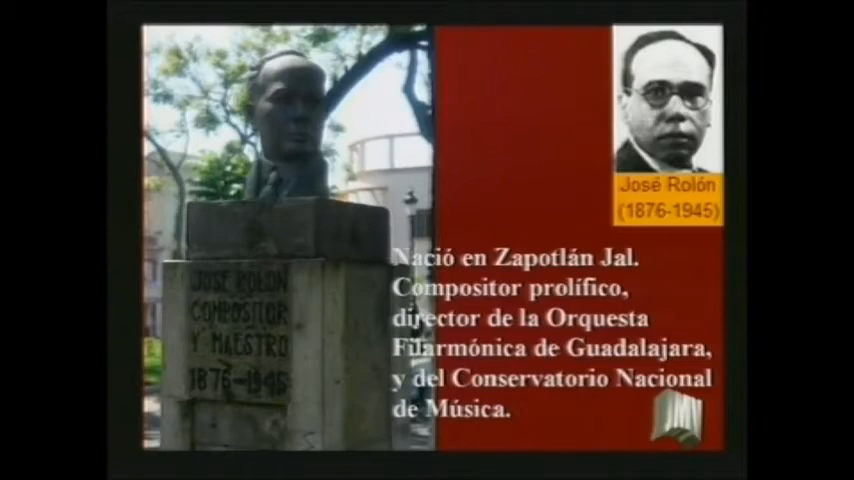 José Rolón
(1876-1945)
Nació en Zapotlán Jal.
Compositor prolífico,
director de la Orquesta
Filarmónica de Guadalajara,
y del Conservatorio Nacional
de Música.
JOSE ROLON
COMPOSITOR
Y MAESTRO
1876-1945